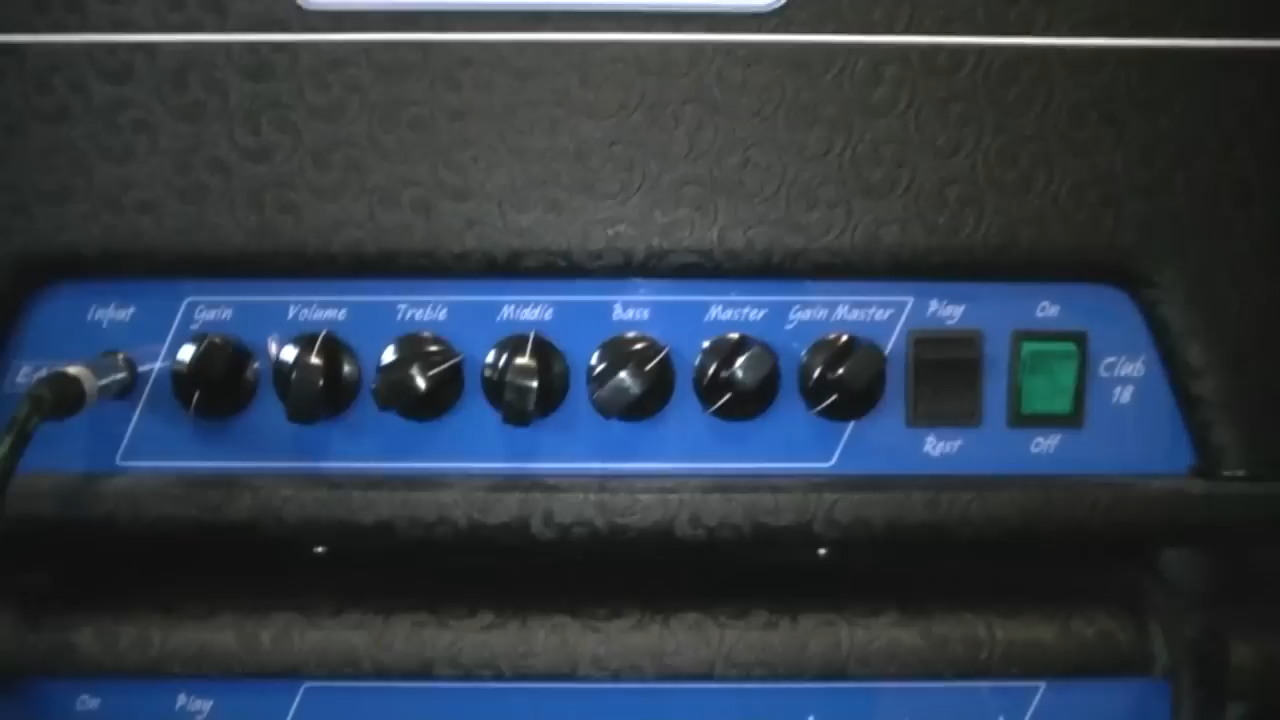 Input
Gain
Volume
Treble
Middle
Bass
Master
Gain Master
Play
On
Club
18
Rest
Off
On
Play